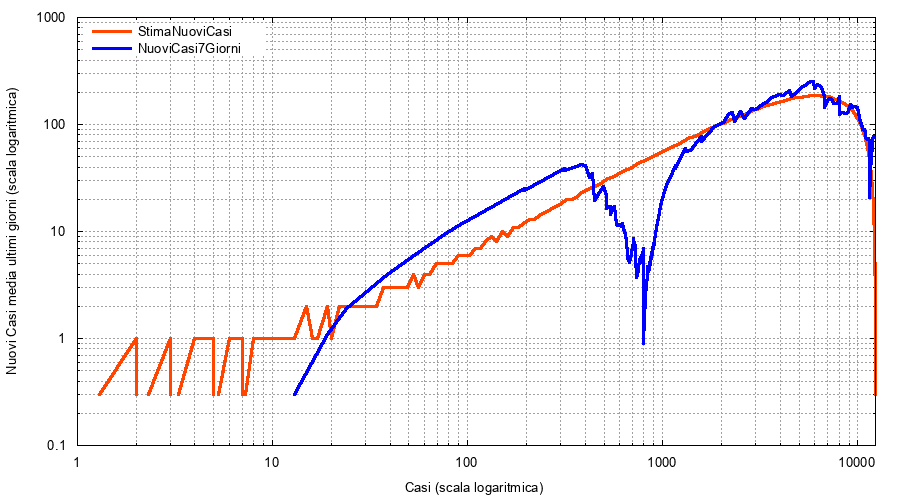 1000
StimaNuoviCasi
NuoviCasi7Giorni
100
10
1
0.1
Nuovi Casi media ultimi giorni (scala logaritmica)
1 10 100 1000 10000
Casi (scala logaritmica)